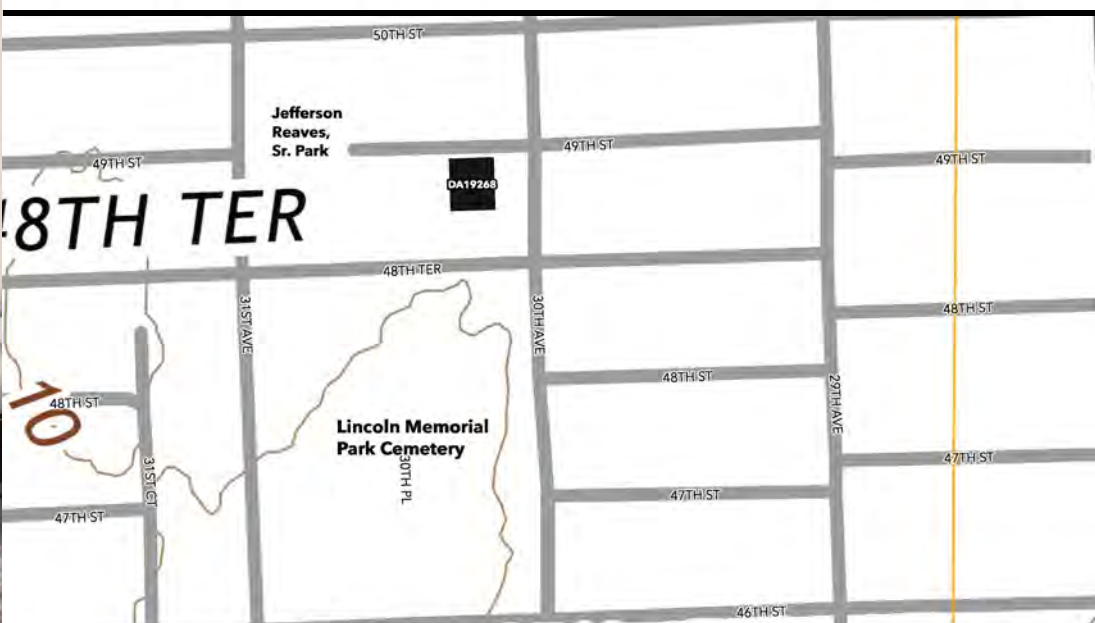 50TH ST
Jefferson
Reaves,
Sr. Park
49TH ST
49TH ST
49TH ST
DA19268
48TH TER
48TH TER
31ST AVE
30TH AVE
48TH ST
48TH ST
29TH AVE
10
48TH ST
Lincoln Memorial
Park Cemetery
30TH PL
31ST CT
47TH ST
47TH ST
47TH ST
46TH ST